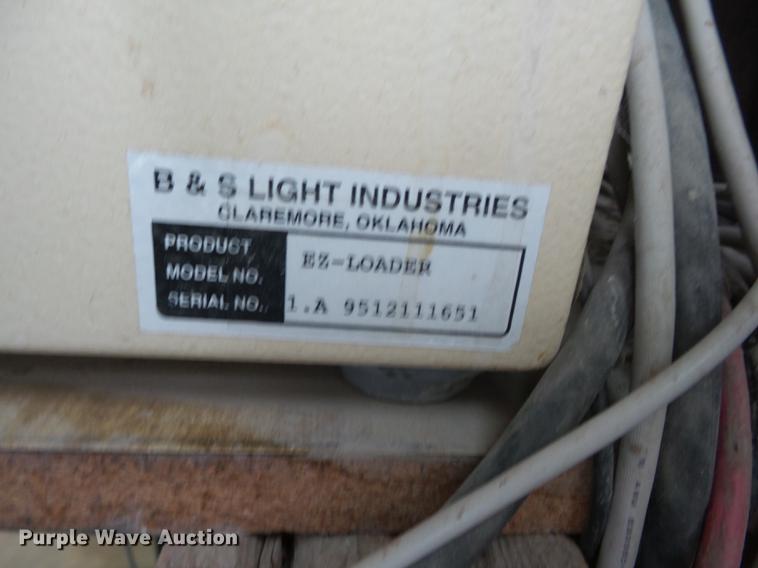 B & S LIGHT INDUSTRIES
CLAREMORE, OKLAHOMA
PRODUCT
MODEL NO. EZ-LOADER
SERIAL NO. 1.A 9512111651
Purple Wave Auction